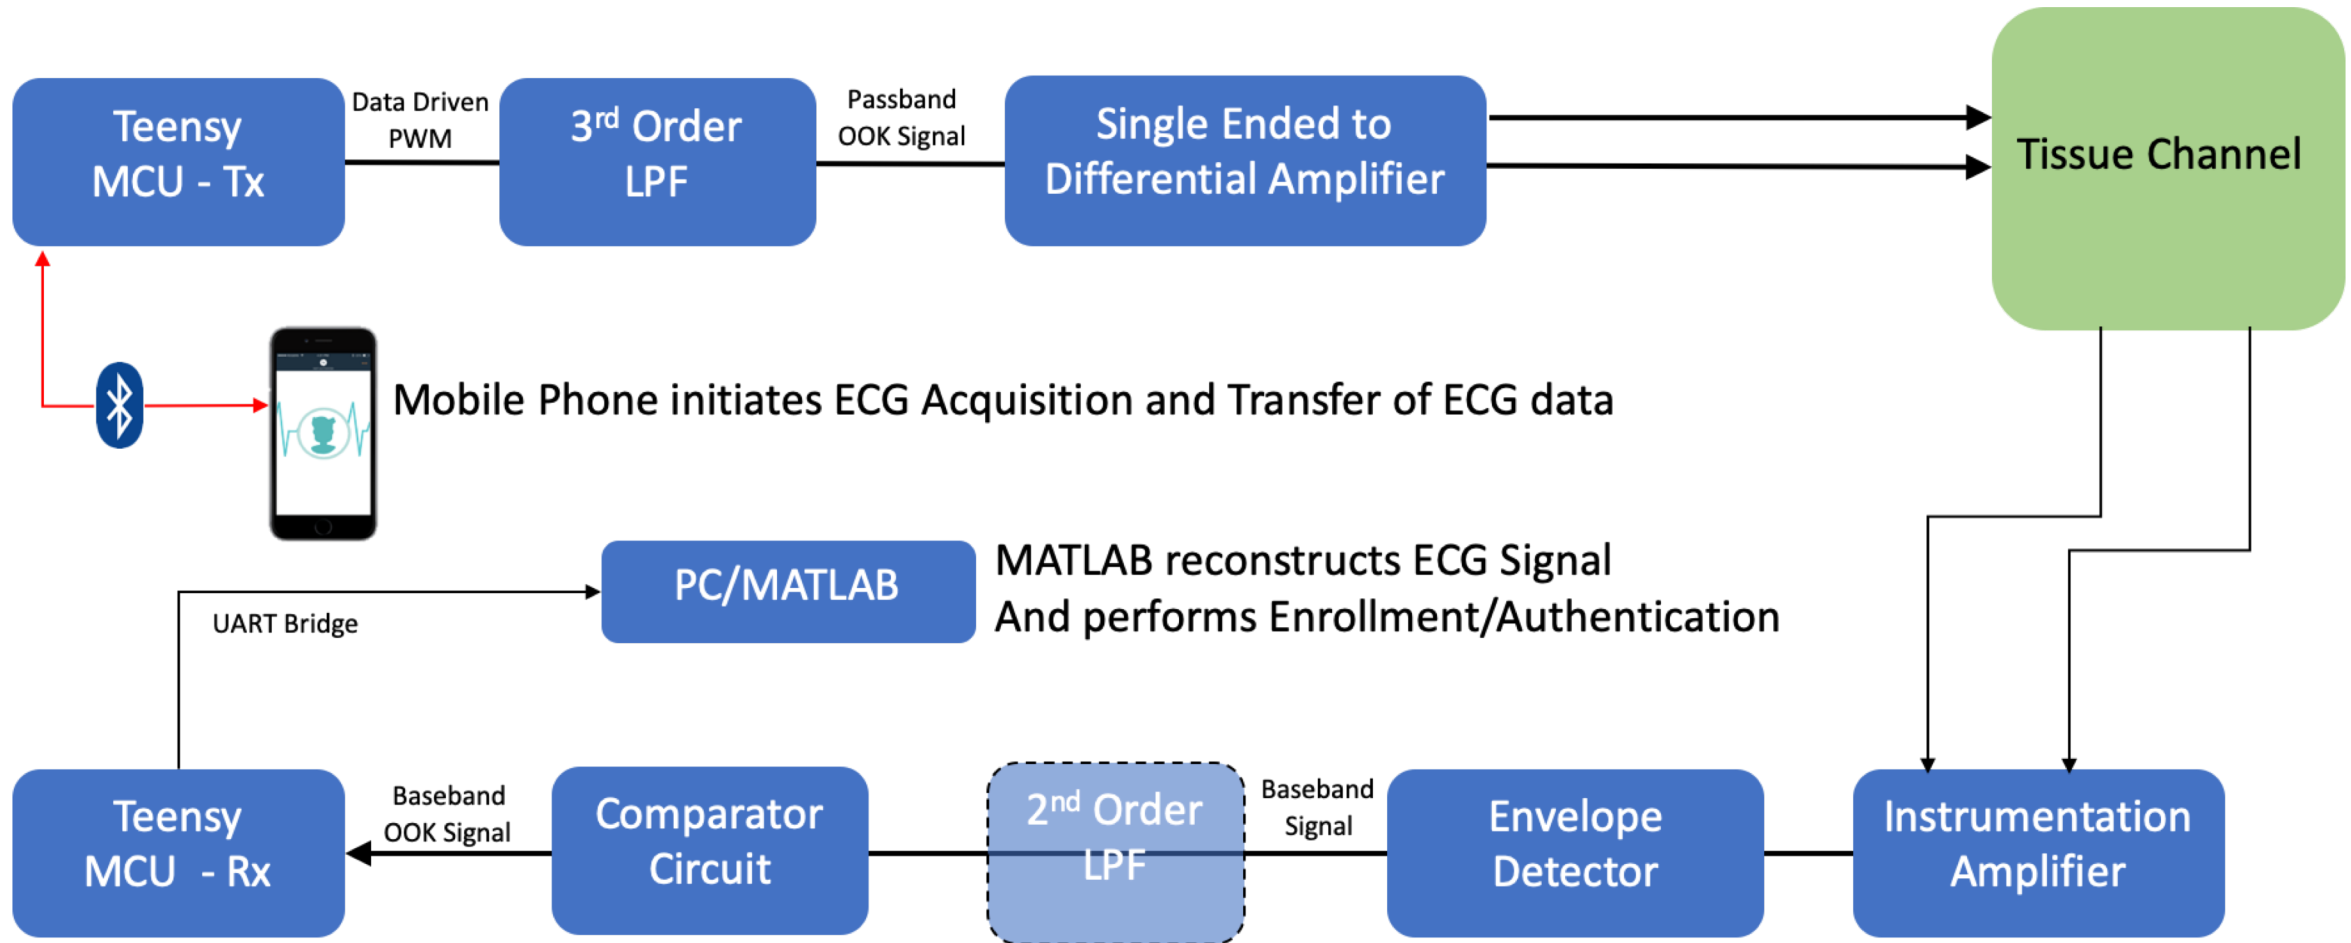 Teensy
MCU - Tx
Data Driven
PWM
3rd Order
LPF
Passband
OOK Signal
Single Ended to
Differential Amplifier
Tissue Channel
Mobile Phone initiates ECG Acquisition and Transfer of ECG data
PC/MATLAB
MATLAB reconstructs ECG Signal
And performs Enrollment/Authentication
UART Bridge
Teensy
MCU - Rx
Baseband
OOK Signal
Comparator
Circuit
2nd Order
LPF
Baseband
Signal
Envelope
Detector
Instrumentation
Amplifier